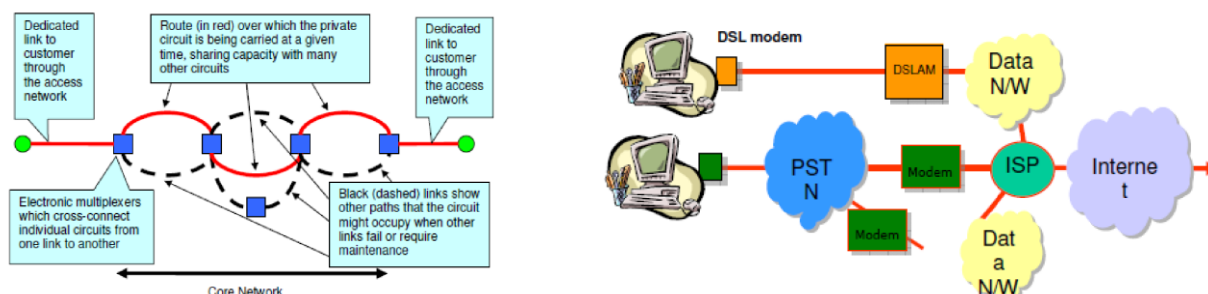 Dedicated
link to
customer
through
the access
network
Route (in red) over which the private
circuit is being carried at a given
time, sharing capacity with many
other circuits
Dedicated
link to
customer
through
the access
network
Electronic multiplexers
which cross-connect
individual circuits from
one link to another
Black (dashed) links show
other paths that the circuit
might occupy when other
links fail or require
maintenance
Core Network
DSL modem
DSLAM
Data
N/W
PST
N
Modem
ISP
Interne
t
Modem
Dat
a
N/W